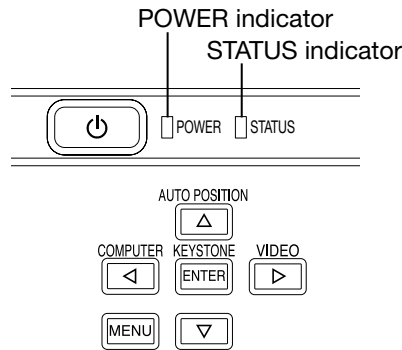 POWER indicator
STATUS indicator
POWER STATUS
AUTO POSITION
COMPUTER KEYSTONE VIDEO
ENTER
MENU